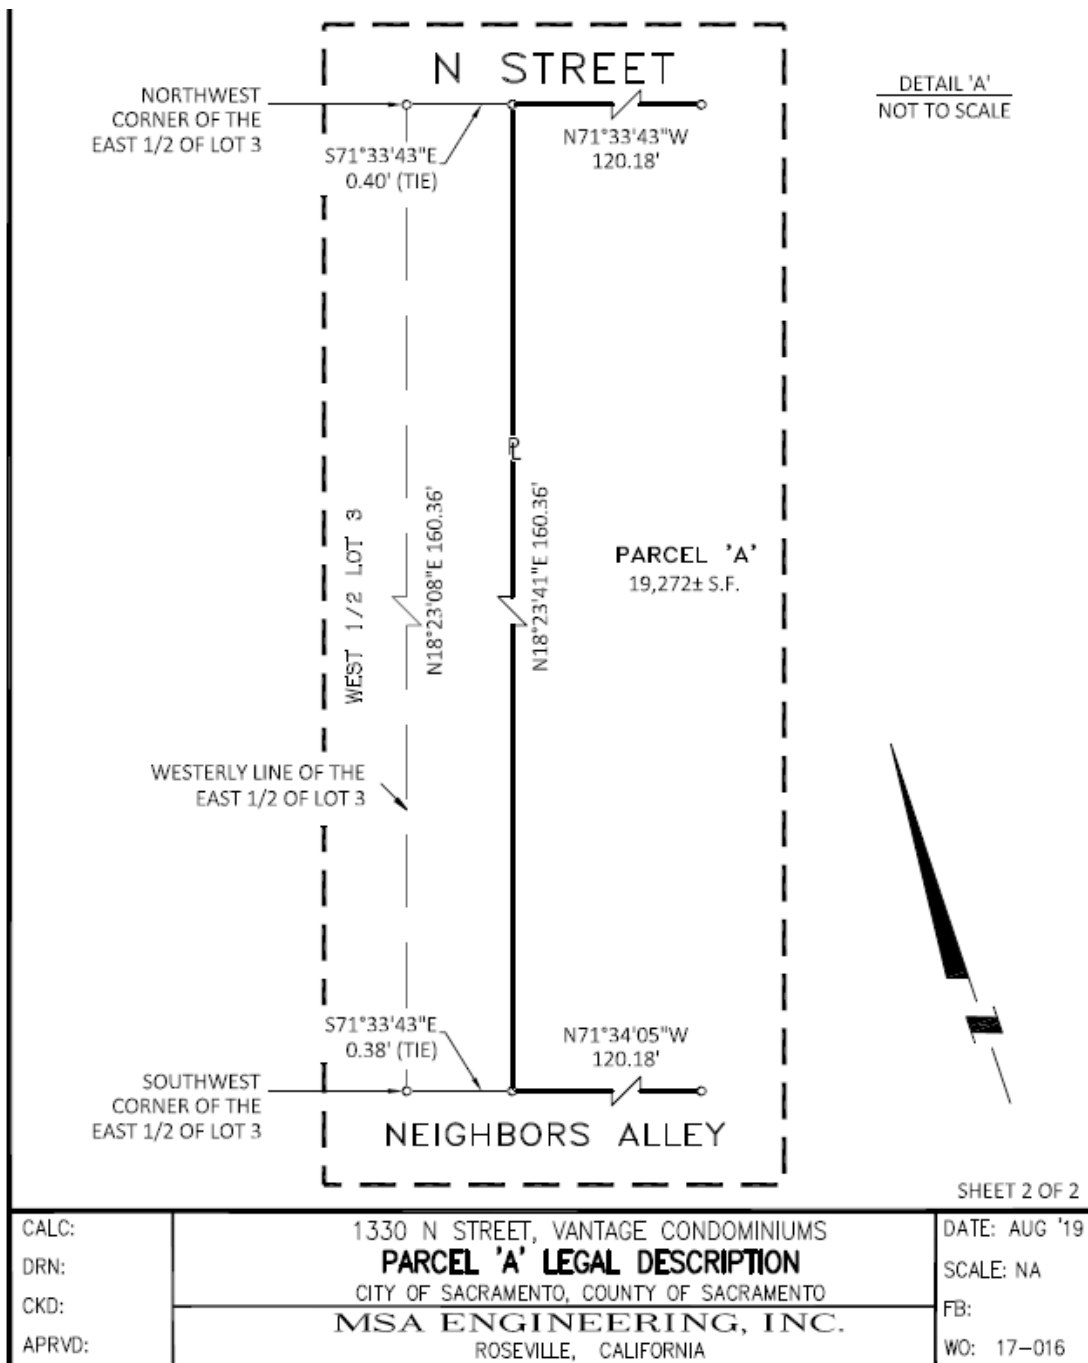 N STREET
DETAIL 'A'
NOT TO SCALE
NORTHWEST
CORNER OF THE
EAST 1/2 OF LOT 3
S71°33'43"E
0.40' (TIE)
N71°33'43"W
120.18'
PL
WEST 1/2 LOT 3
N18°23'08"E 160.36'
N18°23'41"E 160.36'
PARCEL 'A'
19,272± S.F.
WESTERLY LINE OF THE
EAST 1/2 OF LOT 3
S71°33'43"E
0.38' (TIE)
N71°34'05"W
120.18'
SOUTHWEST
CORNER OF THE
EAST 1/2 OF LOT 3
NEIGHBORS ALLEY
SHEET 2 OF 2
CALC:
DRN:
CKD:
APRVD:
1330 N STREET, VANTAGE CONDOMINIUMS
PARCEL 'A' LEGAL DESCRIPTION
CITY OF SACRAMENTO, COUNTY OF SACRAMENTO
MSA ENGINEERING, INC.
ROSEVILLE, CALIFORNIA
DATE: AUG '19
SCALE: NA
FB:
WO: 17-016